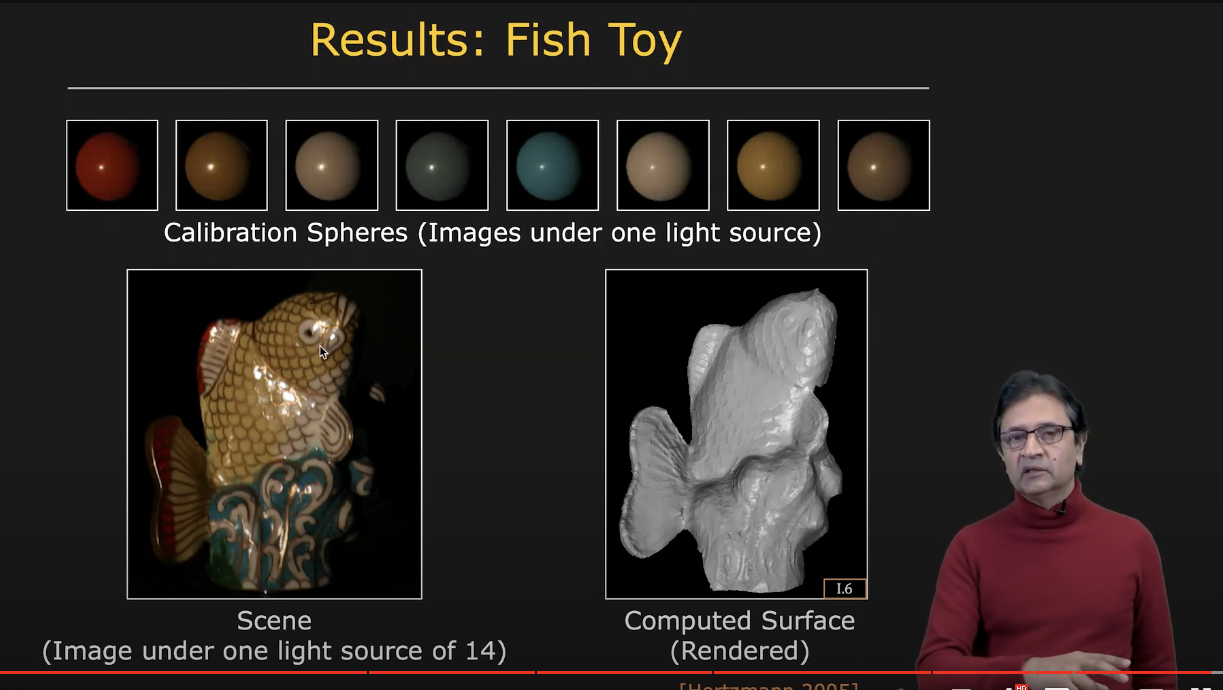 Results: Fish Toy
Calibration Spheres (Images under one light source)
I.6
Scene
(Image under one light source of 14)
Computed Surface
(Rendered)
[Hertzmann 2005]
HD